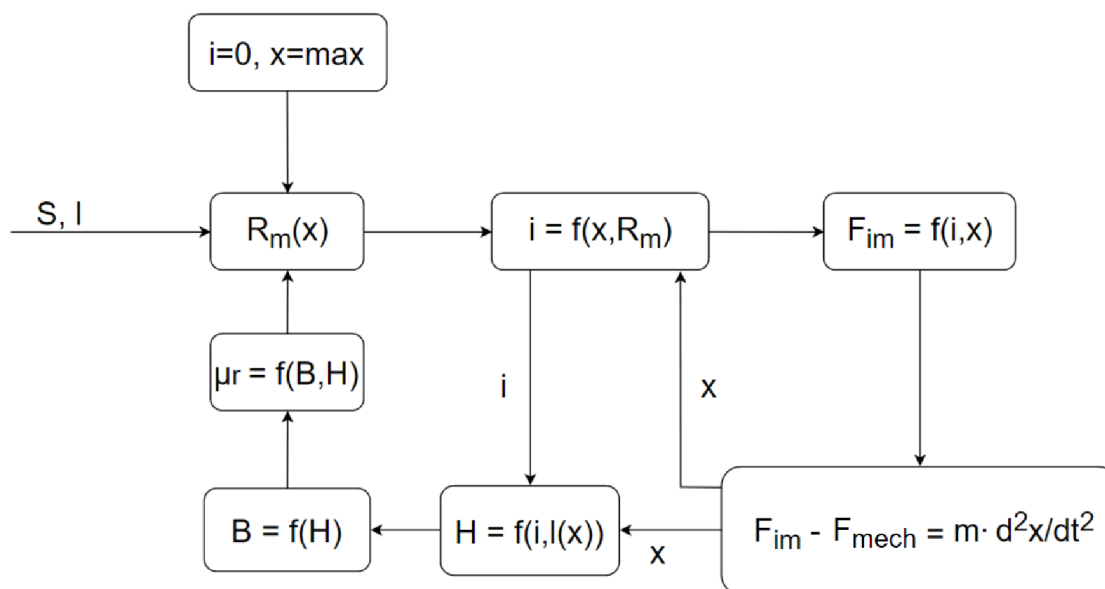 i=0, x=max
S, l
Rm(x)
i = f(x,Rm)
Fim = f(i,x)
μr = f(B,H)
i
x
B = f(H)
H = f(i,l(x))
x
Fim - Fmech = m· d²x/dt²